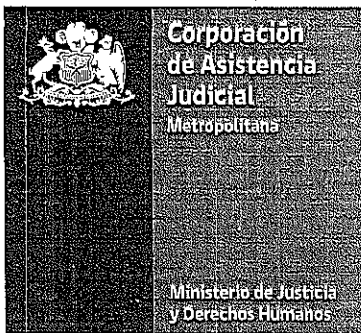 Corporación
de Asistencia
Judicial
Metropolitana
Ministerio de Justicia
y Derechos Humanos